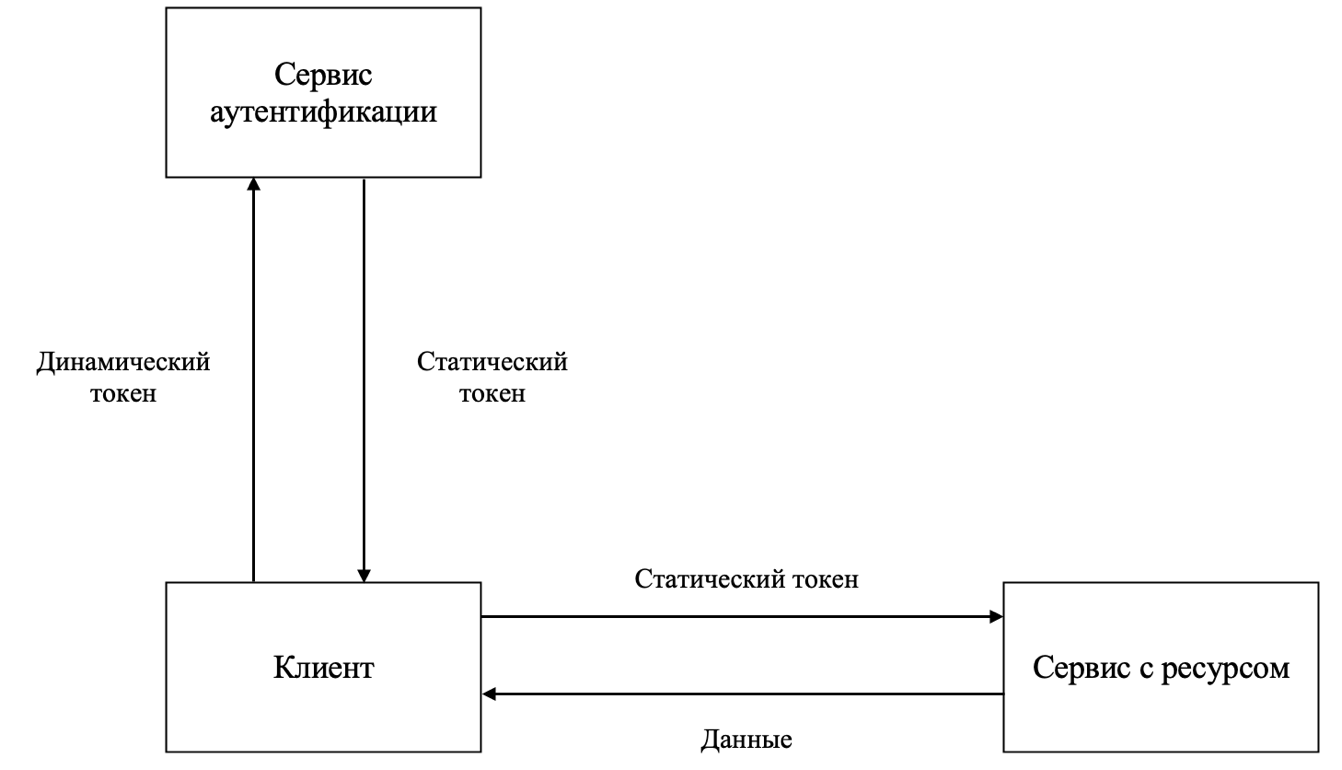 Сервис
аутентификации
Динамический
токен
Статический
токен
Статический токен
Клиент
Сервис с ресурсом
Данные